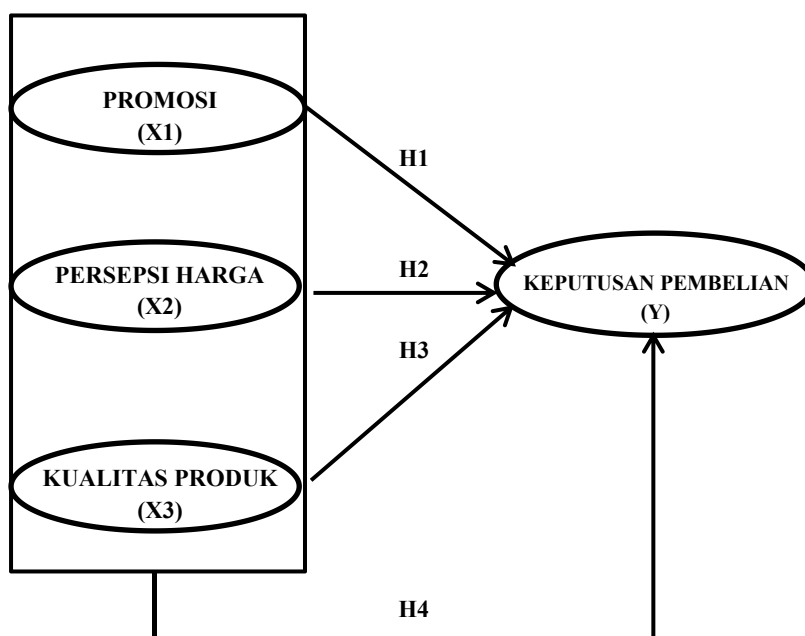 PROMOSI
(X1)
H1
PERSEPSI HARGA
(X2)
H2
KEPUTUSAN PEMBELIAN
(Y)
H3
KUALITAS PRODUK
(X3)
H4